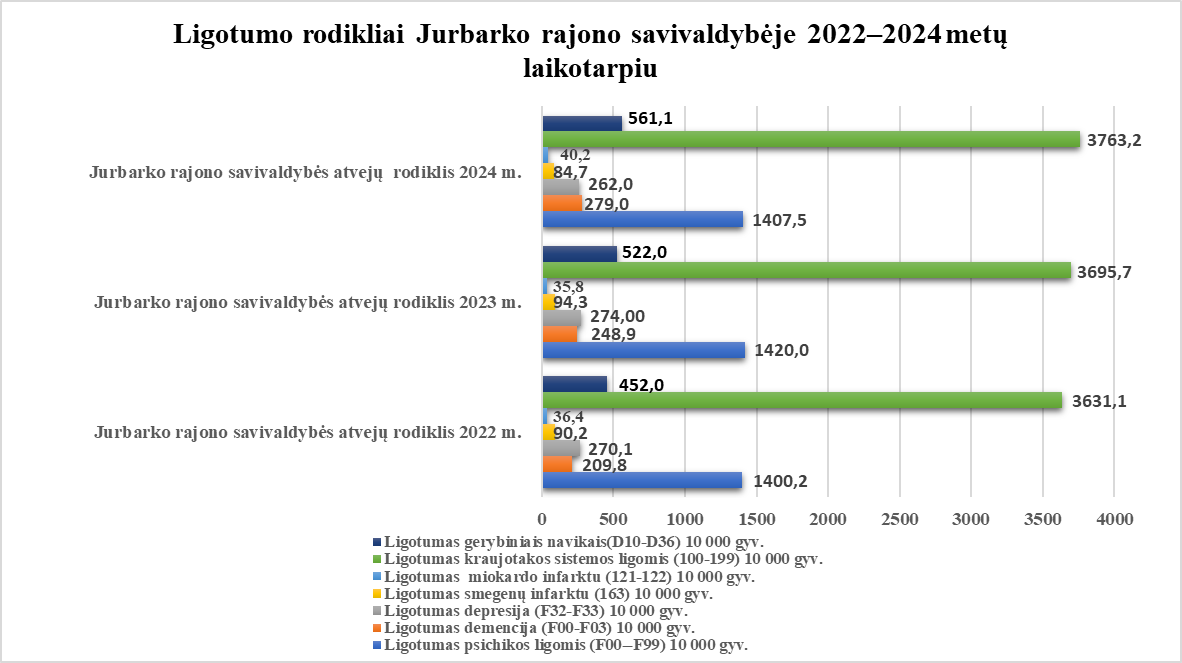 Ligotumo rodikliai Jurbarko rajono savivaldybėje 2022–2024 metų
laikotarpiu
561,1
3763,2
40,2
Jurbarko rajono savivaldybės atvejų rodiklis 2024 m.
84,7
262,0
279,0
1407,5
522,0
3695,7
35,8
Jurbarko rajono savivaldybės atvejų rodiklis 2023 m.
94,3
274,00
248,9
1420,0
452,0
3631,1
36,4
Jurbarko rajono savivaldybės atvejų rodiklis 2022 m.
90,2
270,1
209,8
1400,2
0 500 1000 1500 2000 2500 3000 3500 4000
Ligotumas gerybiniais navikais(D10-D36) 10 000 gyv.
Ligotumas kraujotakos sistemos ligomis (100-199) 10 000 gyv.
Ligotumas miokardo infarktu (121-122) 10 000 gyv.
Ligotumas smegenų infarktu (163) 10 000 gyv.
Ligotumas depresija (F32-F33) 10 000 gyv.
Ligotumas demencija (F00-F03) 10 000 gyv.
Ligotumas psichikos ligomis (F00–F99) 10 000 gyv.